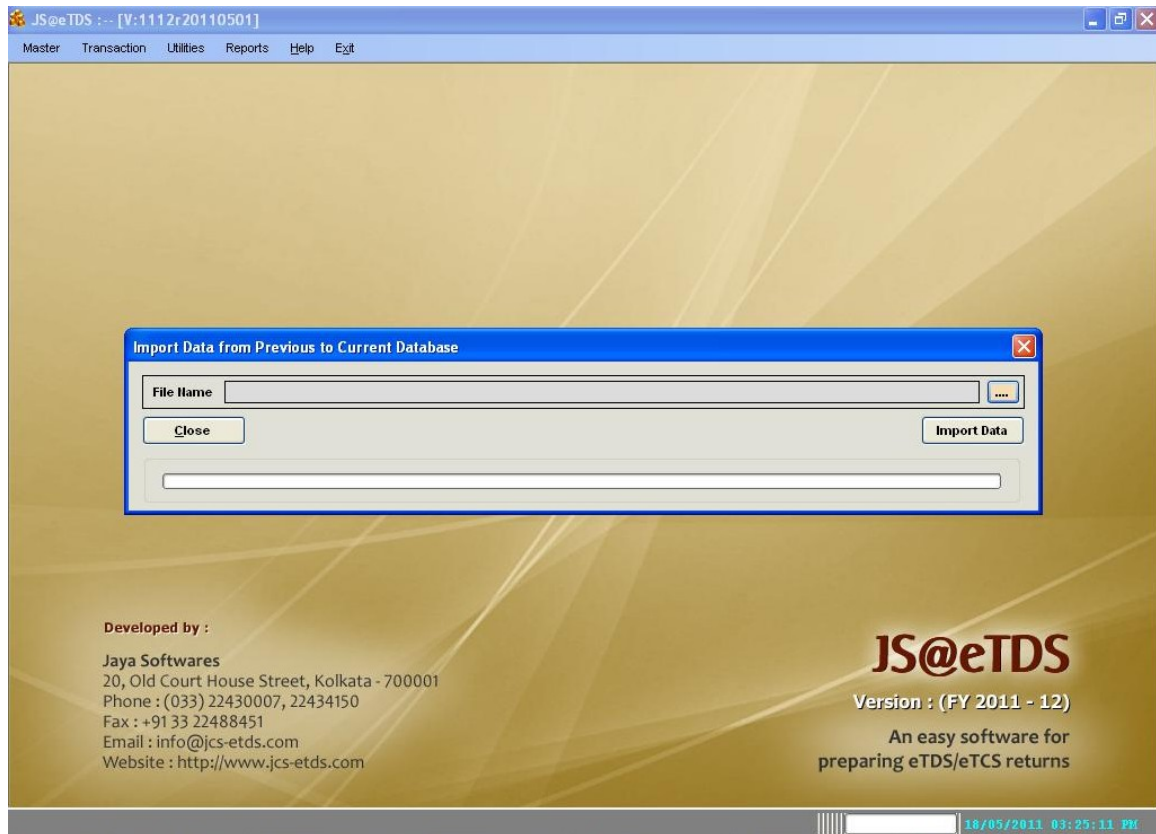 JS@eTDS :-- [V:1112r20110501]
Master Transaction Utilities Reports Help Exit
Import Data from Previous to Current Database
File Name ....
Close Import Data
Developed by :
Jaya Softwares
20, Old Court House Street, Kolkata - 700001
Phone : (033) 22430007, 22434150
Fax : +91 33 22488451
Email : info@jcs-etds.com
Website : http://www.jcs-etds.com
JS@eTDS
Version : (FY 2011 - 12)
An easy software for
preparing eTDS/eTCS returns
18/05/2011 03:25:11 PM